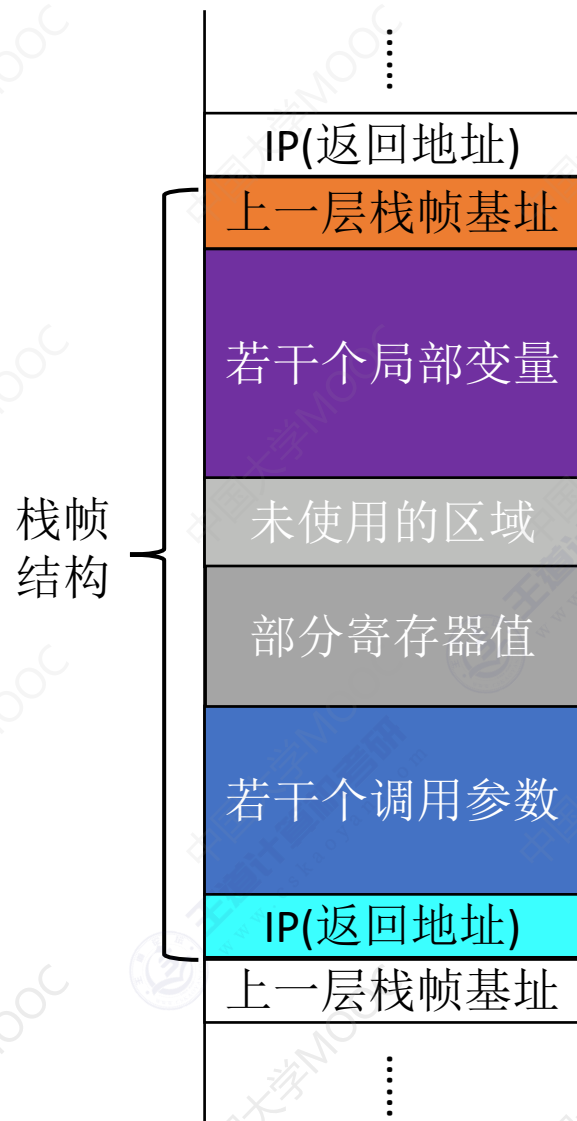 IP(返回地址)
上一层栈帧基址
若干个局部变量
未使用的区域
栈帧
结构
部分寄存器值
若干个调用参数
IP(返回地址)
上一层栈帧基址